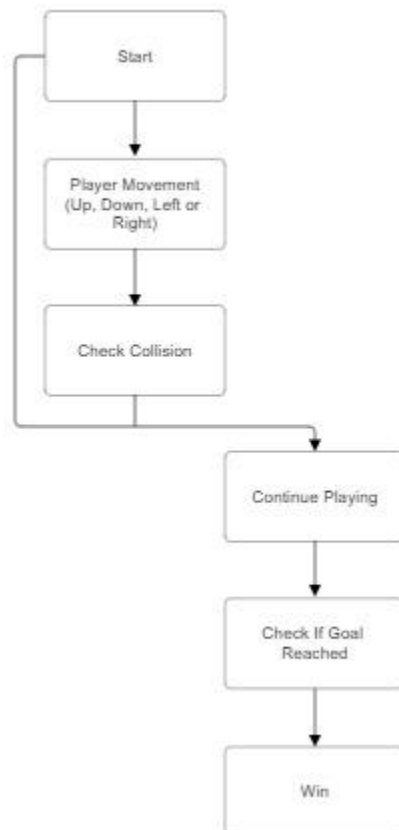 Start
Player Movement
(Up, Down, Left or
Right)
Check Collision
Continue Playing
Check If Goal
Reached
Win